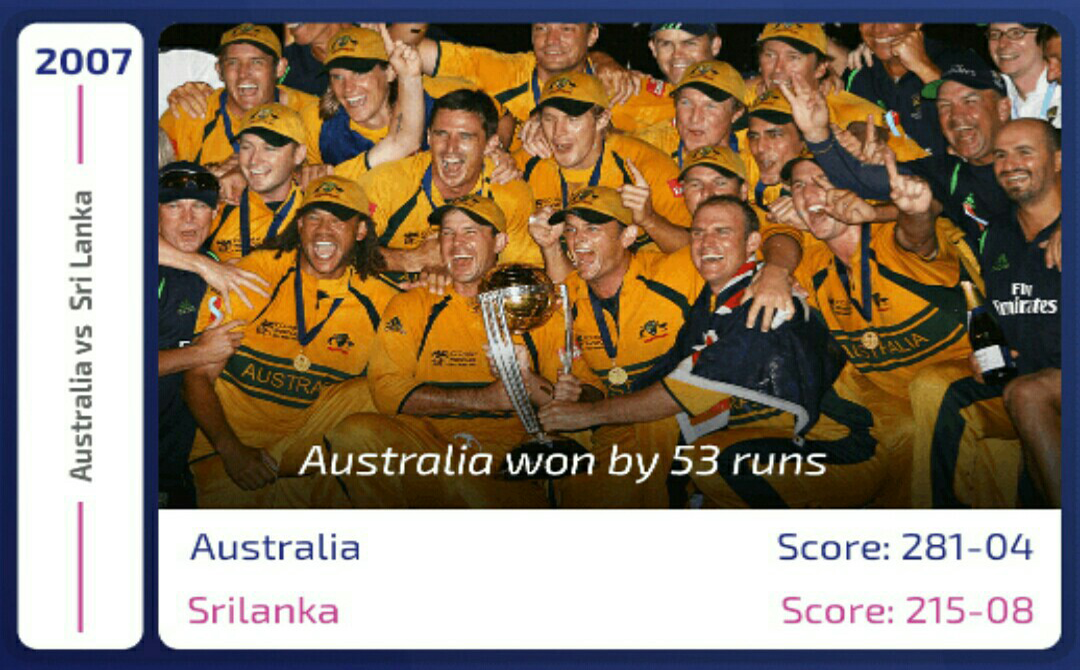 2007
Australia vs Sri Lanka
Fly
Emirates
AUSTRALIA
Australia won by 53 runs
Australia
Score: 281-04
Srilanka
Score: 215-08